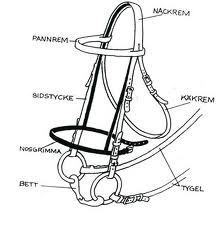 NACKREM
PANNREM
SIDSTYCKE
KÄKREM
NOSGRIMMA
BETT
TYGEL